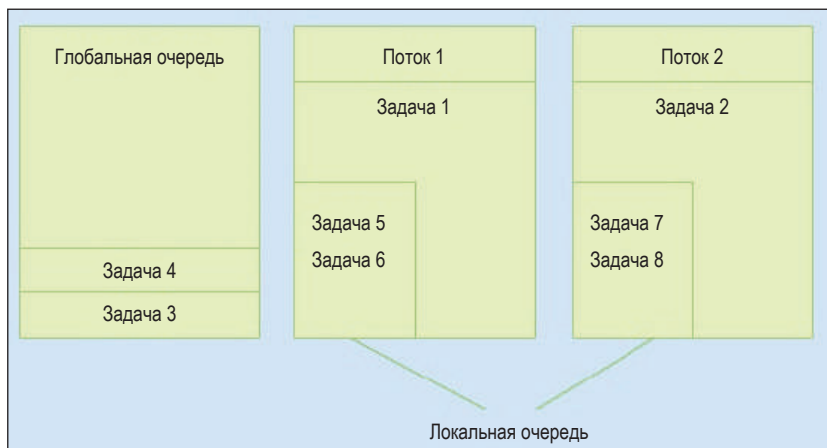 Глобальная очередь
Задача 4
Задача 3
Поток 1
Задача 1
Задача 5
Задача 6
Поток 2
Задача 2
Задача 7
Задача 8
Локальная очередь